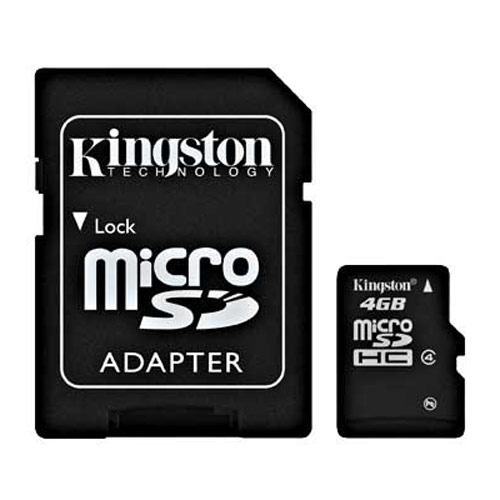 Kingston
TECHNOLOGY
Lock
micro
SD
ADAPTER
Kingston®
4GB
micro
SD
HC 4